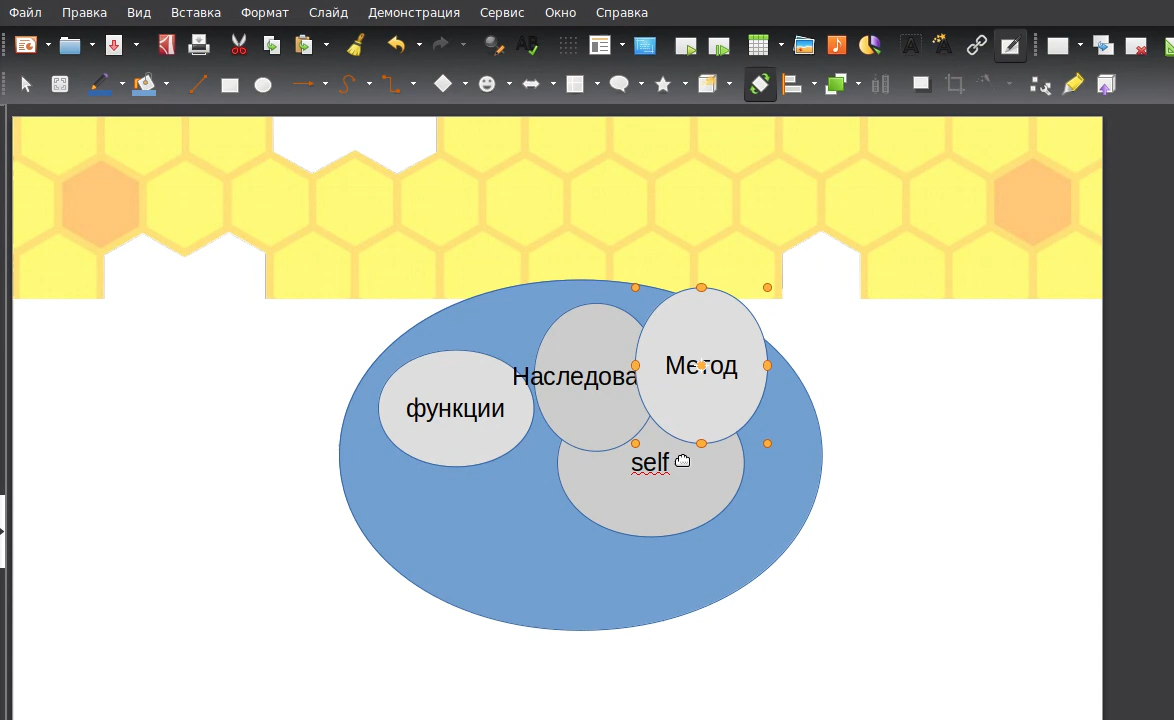 Файл Правка Вид Вставка Формат Слайд Демонстрация Сервис Окно Справка
Метод
Наследова
функции
self